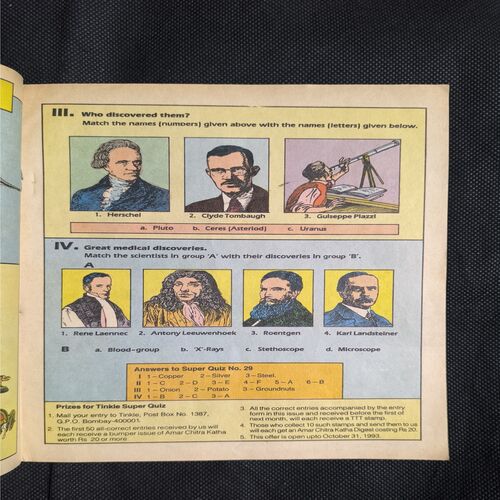 III. Who discovered them?
Match the names (numbers) given above with the names (letters) given below.
1. Herschel 2. Clyde Tombaugh 3. Guiseppe Piazzi
a. Pluto b. Ceres (Asteriod) c. Uranus
IV. Great medical discoveries.
Match the scientists in group 'A' with their discoveries in group 'B'.
A
1. Rene Laennec 2. Antony Leeuwenhoek 3. Roentgen 4. Karl Landsteiner
B a. Blood-group b. 'X'-Rays c. Stethoscope d. Microscope
Answers to Super Quiz No. 29
I 1-Copper 2-Silver 3-Steel.
II 1-C 2-D 3-E 4-F 5-A 6-B
III 1-Onion 2-Potato 3-Groundnuts
IV 1-B 2-C 3-A
Prizes for Tinkle Super Quiz
1. Mail your entry to Tinkle, Post Box No. 1387,
G.P.O. Bombay-400001.
2. The first 50 all-correct entries received by us will
each receive a bumper issue of Amar Chitra Katha
worth Rs 20 or more.
3. All the correct entries accompanied by the entry
form in this issue and received before the first of
next month, will each receive a TTT stamp.
4. Those who collect 10 such stamps and send them to us
will each get an Amar Chitra Katha Digest costing Rs 20.
5. This offer is open upto October 31, 1993.